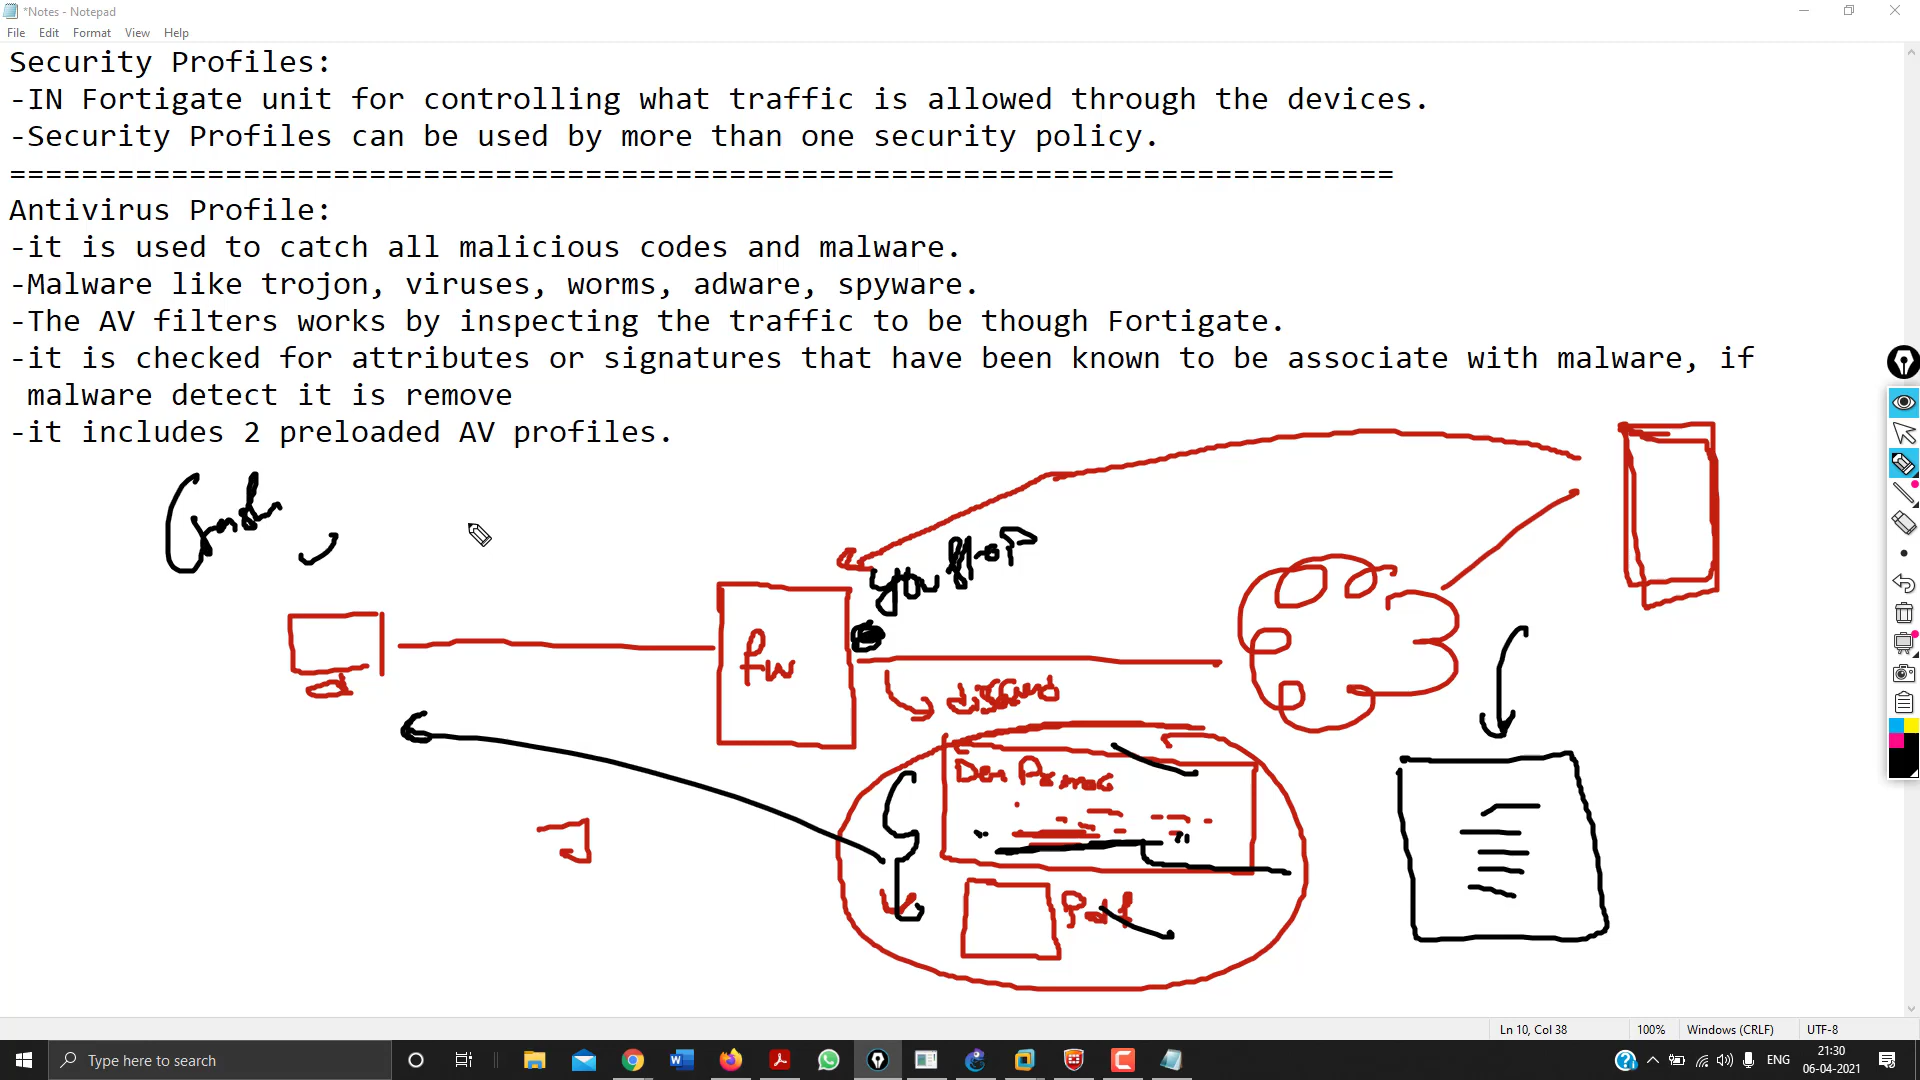 *Notes - Notepad
File Edit Format View Help
Security Profiles:
-IN Fortigate unit for controlling what traffic is allowed through the devices.
-Security Profiles can be used by more than one security policy.
=============================================================================
Antivirus Profile:
-it is used to catch all malicious codes and malware.
-Malware like trojon, viruses, worms, adware, spyware.
-The AV filters works by inspecting the traffic to be though Fortigate.
-it is checked for attributes or signatures that have been known to be associate with malware, if
malware detect it is remove
-it includes 2 preloaded AV profiles.
you
fw
Ln 10, Col 38 100% Windows (CRLF) UTF-8
Type here to search
ENG
21:30
06-04-2021